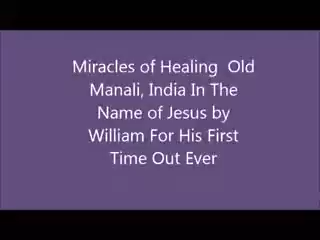 Miracles of Healing  Old
Manali, India In The
Name of Jesus by
William For His First
Time Out Ever